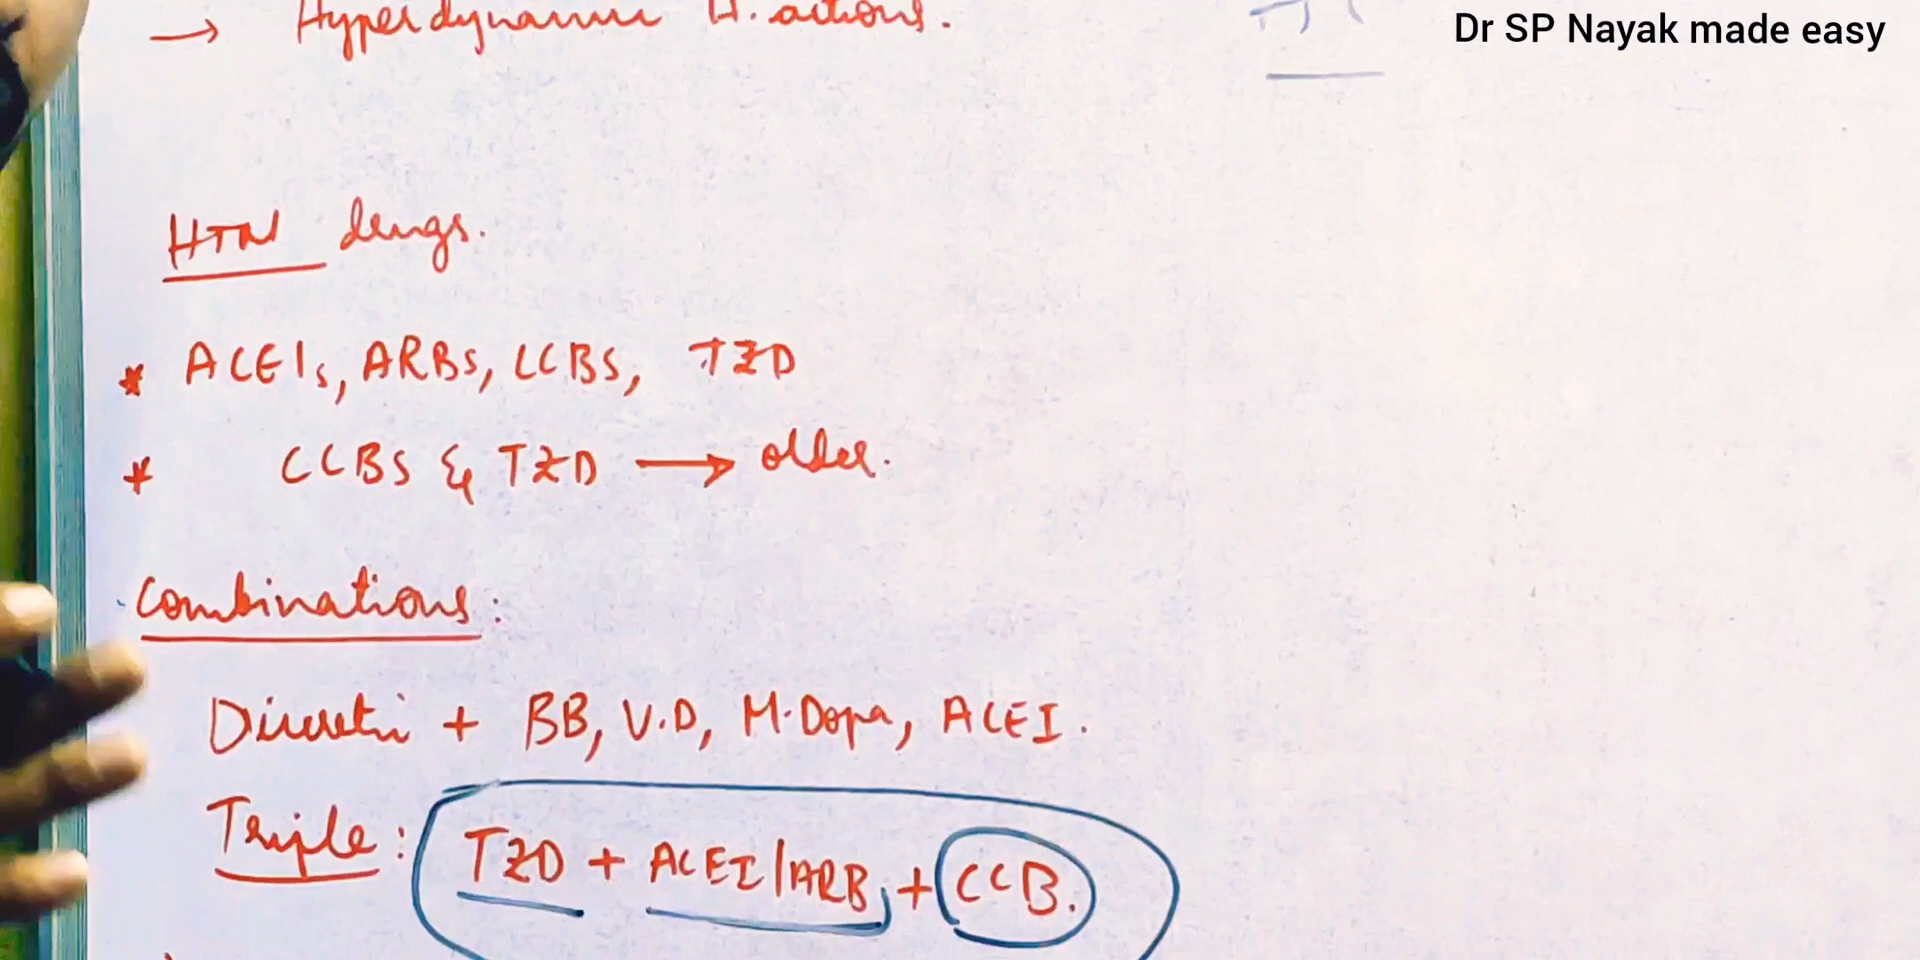 → Hyperdynamic H. actions.
Dr SP Nayak made easy
HTN drugs.
* ACEIs, ARBs, CCBS, TZD
* CCBS & TZD → older.
Combinations:
Diuretic + BB, V.D, M.Dopa, ACEI.
Triple: TZD + ACEI/ARB, + CCB.